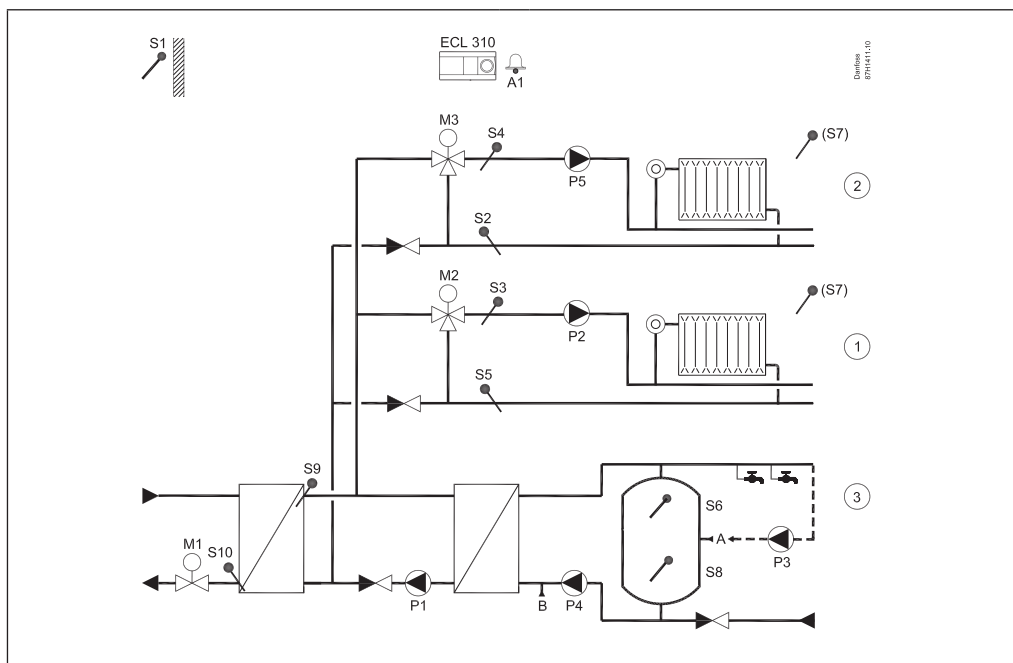 S1
ECL 310
A1
Danfoss
87H1411.10
M3
S4
P5
(S7)
2
S2
M2
S3
P2
(S7)
1
S5
S9
3
S6
A
P3
M1
S10
S8
P1
B
P4